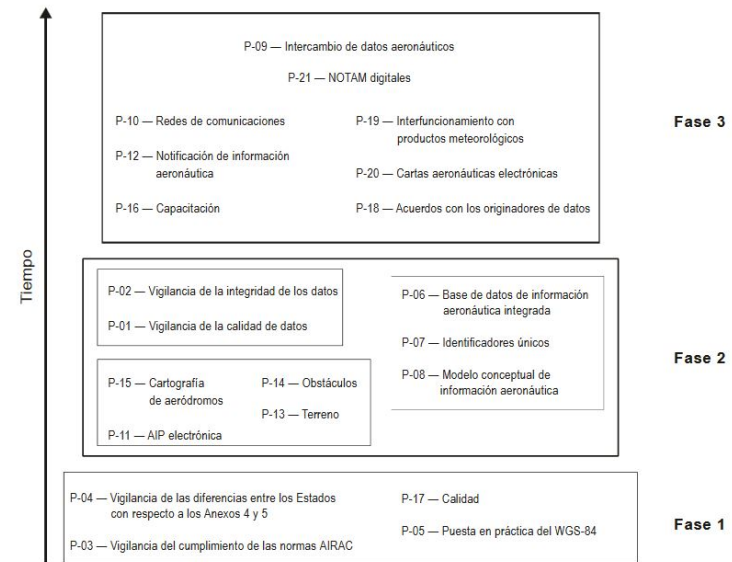 P-09 — Intercambio de datos aeronáuticos
P-21 — NOTAM digitales
P-10 — Redes de comunicaciones
P-12 — Notificación de información
aeronáutica
P-16 — Capacitación
P-19 — Interfuncionamiento con
productos meteorológicos
P-20 — Cartas aeronáuticas electrónicas
P-18 — Acuerdos con los originadores de datos
Fase 3
Tiempo
P-02 — Vigilancia de la integridad de los datos
P-01 — Vigilancia de la calidad de datos
P-15 — Cartografía
de aeródromos
P-11 — AIP electrónica
P-14 — Obstáculos
P-13 — Terreno
P-06 — Base de datos de información
aeronáutica integrada
P-07 — Identificadores únicos
P-08 — Modelo conceptual de
información aeronáutica
Fase 2
P-04 — Vigilancia de las diferencias entre los Estados
con respecto a los Anexos 4 y 5
P-03 — Vigilancia del cumplimiento de las normas AIRAC
P-17 — Calidad
P-05 — Puesta en práctica del WGS-84
Fase 1